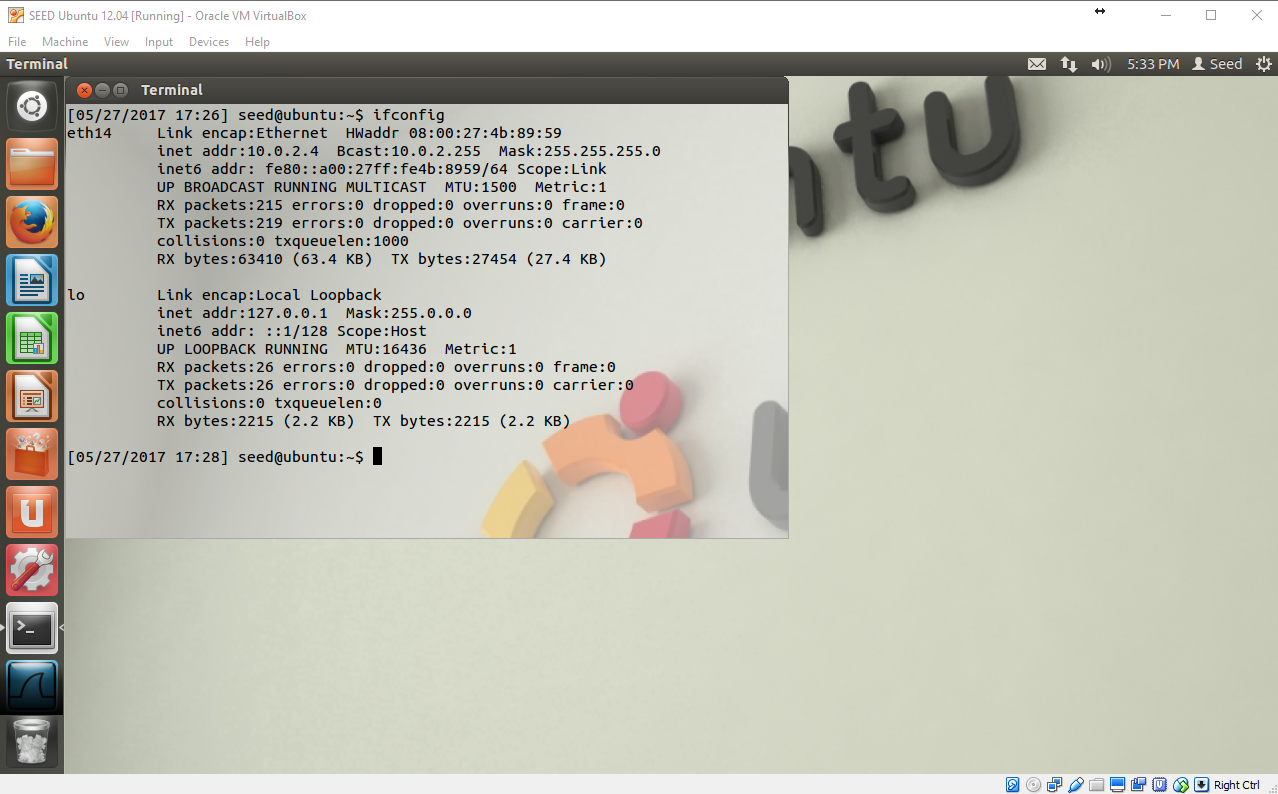 SEED Ubuntu 12.04 [Running] - Oracle VM VirtualBox
File Machine View Input Devices Help
Terminal 5:33 PM Seed
Terminal
[05/27/2017 17:26] seed@ubuntu:~$ ifconfig
eth14     Link encap:Ethernet  HWaddr 08:00:27:4b:89:59
          inet addr:10.0.2.4  Bcast:10.0.2.255  Mask:255.255.255.0
          inet6 addr: fe80::a00:27ff:fe4b:8959/64 Scope:Link
          UP BROADCAST RUNNING MULTICAST  MTU:1500  Metric:1
          RX packets:215 errors:0 dropped:0 overruns:0 frame:0
          TX packets:219 errors:0 dropped:0 overruns:0 carrier:0
          collisions:0 txqueuelen:1000
          RX bytes:63410 (63.4 KB)  TX bytes:27454 (27.4 KB)
lo        Link encap:Local Loopback
          inet addr:127.0.0.1  Mask:255.0.0.0
          inet6 addr: ::1/128 Scope:Host
          UP LOOPBACK RUNNING  MTU:16436  Metric:1
          RX packets:26 errors:0 dropped:0 overruns:0 frame:0
          TX packets:26 errors:0 dropped:0 overruns:0 carrier:0
          collisions:0 txqueuelen:0
          RX bytes:2215 (2.2 KB)  TX bytes:2215 (2.2 KB)
[05/27/2017 17:28] seed@ubuntu:~$
ntu
Right Ctrl